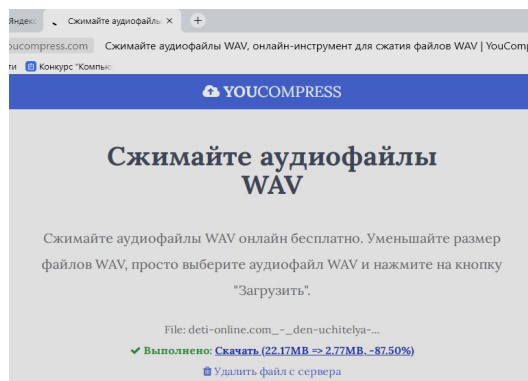 Яндекс Сжимайте аудиофайлы × +
oucompress.com Сжимайте аудиофайлы WAV, онлайн-инструмент для сжатия файлов WAV | YouComp
ти Конкурс "Компью
YOUCOMPRESS
Сжимайте аудиофайлы
WAV
Сжимайте аудиофайлы WAV онлайн бесплатно. Уменьшайте размер
файлов WAV, просто выберите аудиофайл WAV и нажмите на кнопку
"Загрузить".
File: deti-online.com_-_den-uchitelya-...
Выполнено: Скачать (22.17MB => 2.77MB, -87.50%)
Удалить файл с сервера